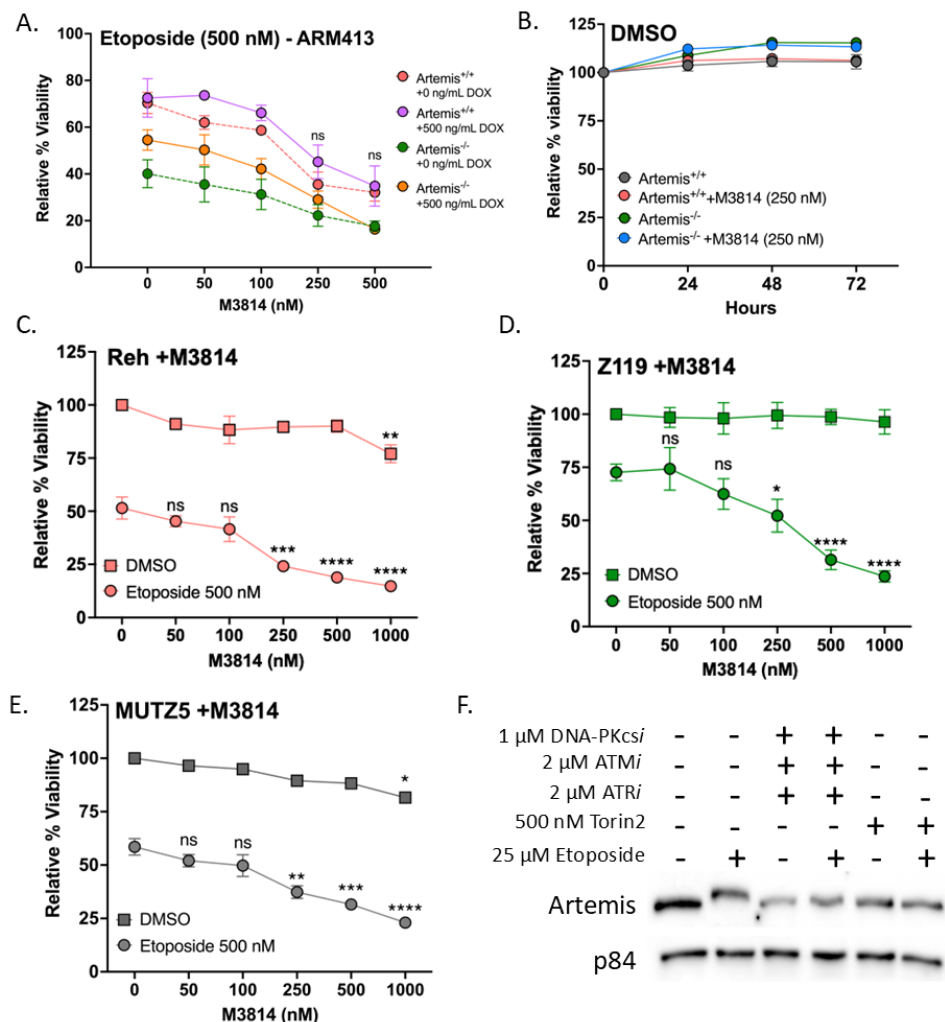 A.
Etoposide (500 nM) - ARM413
Relative % Viability
80
60
40
20
0
ns
ns
0
50
100
250
500
M3814 (nM)
Artemis+/+
+0 ng/mL DOX
Artemis+/+
+500 ng/mL DOX
Artemis-/-
+0 ng/mL DOX
Artemis-/-
+500 ng/mL DOX
B.
DMSO
Relative % viability
125
100
75
50
25
0
Artemis+/+
Artemis+/++M3814 (250 nM)
Artemis-/-
Artemis-/- +M3814 (250 nM)
0
24
48
72
Hours
C.
Reh +M3814
Relative % Viability
125
100
75
50
25
0
**
ns
ns
***
****
****
DMSO
Etoposide 500 nM
0
50
100
250
500
1000
M3814 (nM)
D.
Z119 +M3814
Relative % Viability
125
100
75
50
25
0
ns
ns
*
****
****
DMSO
Etoposide 500 nM
0
50
100
250
500
1000
M3814 (nM)
E.
MUTZ5 +M3814
Relative % Viability
125
100
75
50
25
0
*
ns
ns
**
***
****
DMSO
Etoposide 500 nM
0
50
100
250
500
1000
M3814 (nM)
F.
1 µM DNA-PKcsi - - + + - -
2 µM ATMi - - + + - -
2 µM ATRi - - + + - -
500 nM Torin2 - - - - + +
25 µM Etoposide - + - + - +
Artemis
p84